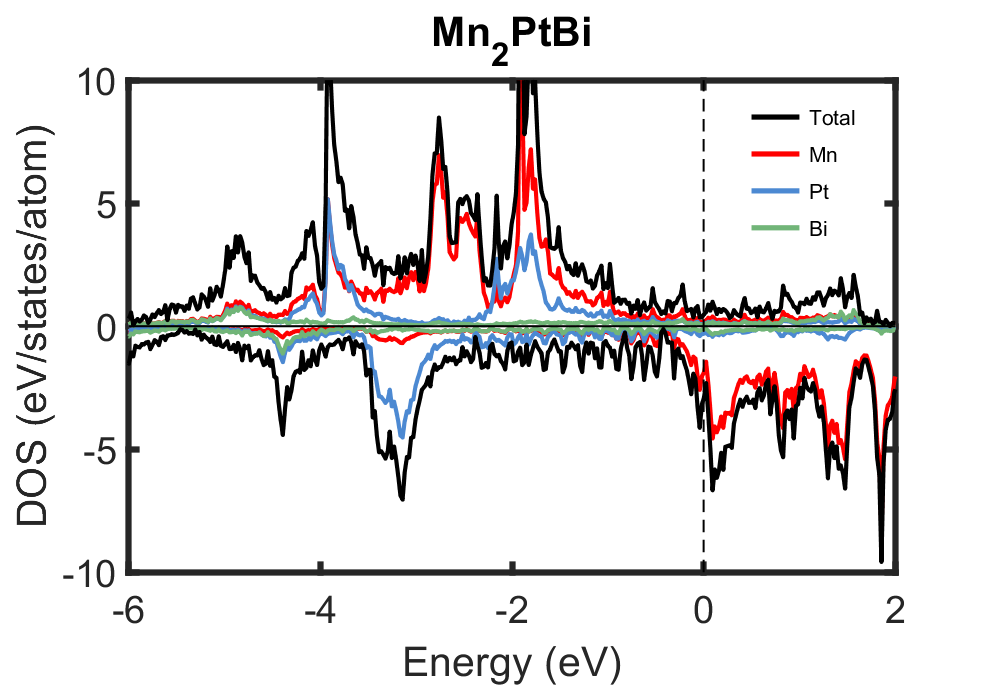 Mn₂PtBi
10
5
0
-5
-10
DOS (eV/states/atom)
Total
Mn
Pt
Bi
-6 -4 -2 0 2
Energy (eV)